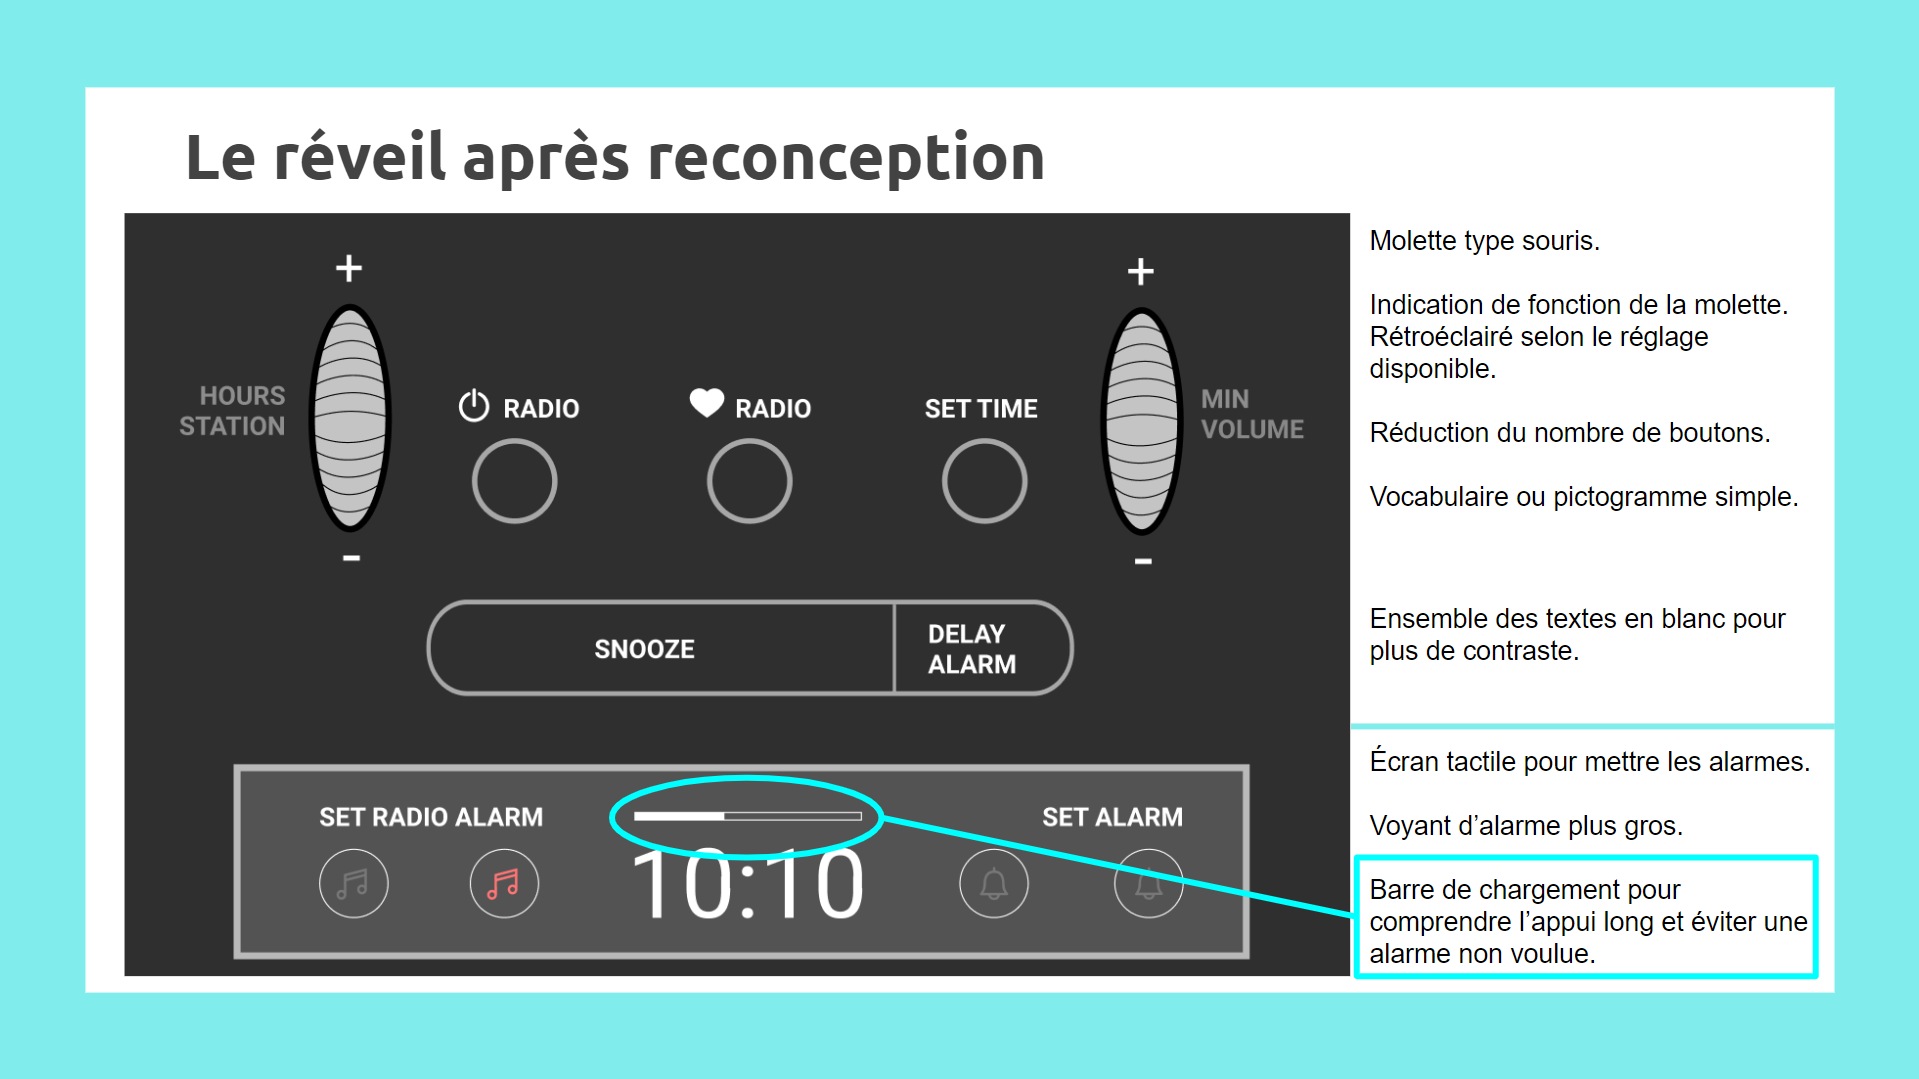 Le réveil après reconception
+
+
HOURS
STATION
RADIO
RADIO
SET TIME
MIN
VOLUME
-
-
SNOOZE
DELAY
ALARM
SET RADIO ALARM
SET ALARM
10:10
Molette type souris.
Indication de fonction de la molette.
Rétroéclairé selon le réglage
disponible.
Réduction du nombre de boutons.
Vocabulaire ou pictogramme simple.
Ensemble des textes en blanc pour
plus de contraste.
Écran tactile pour mettre les alarmes.
Voyant d’alarme plus gros.
Barre de chargement pour
comprendre l’appui long et éviter une
alarme non voulue.